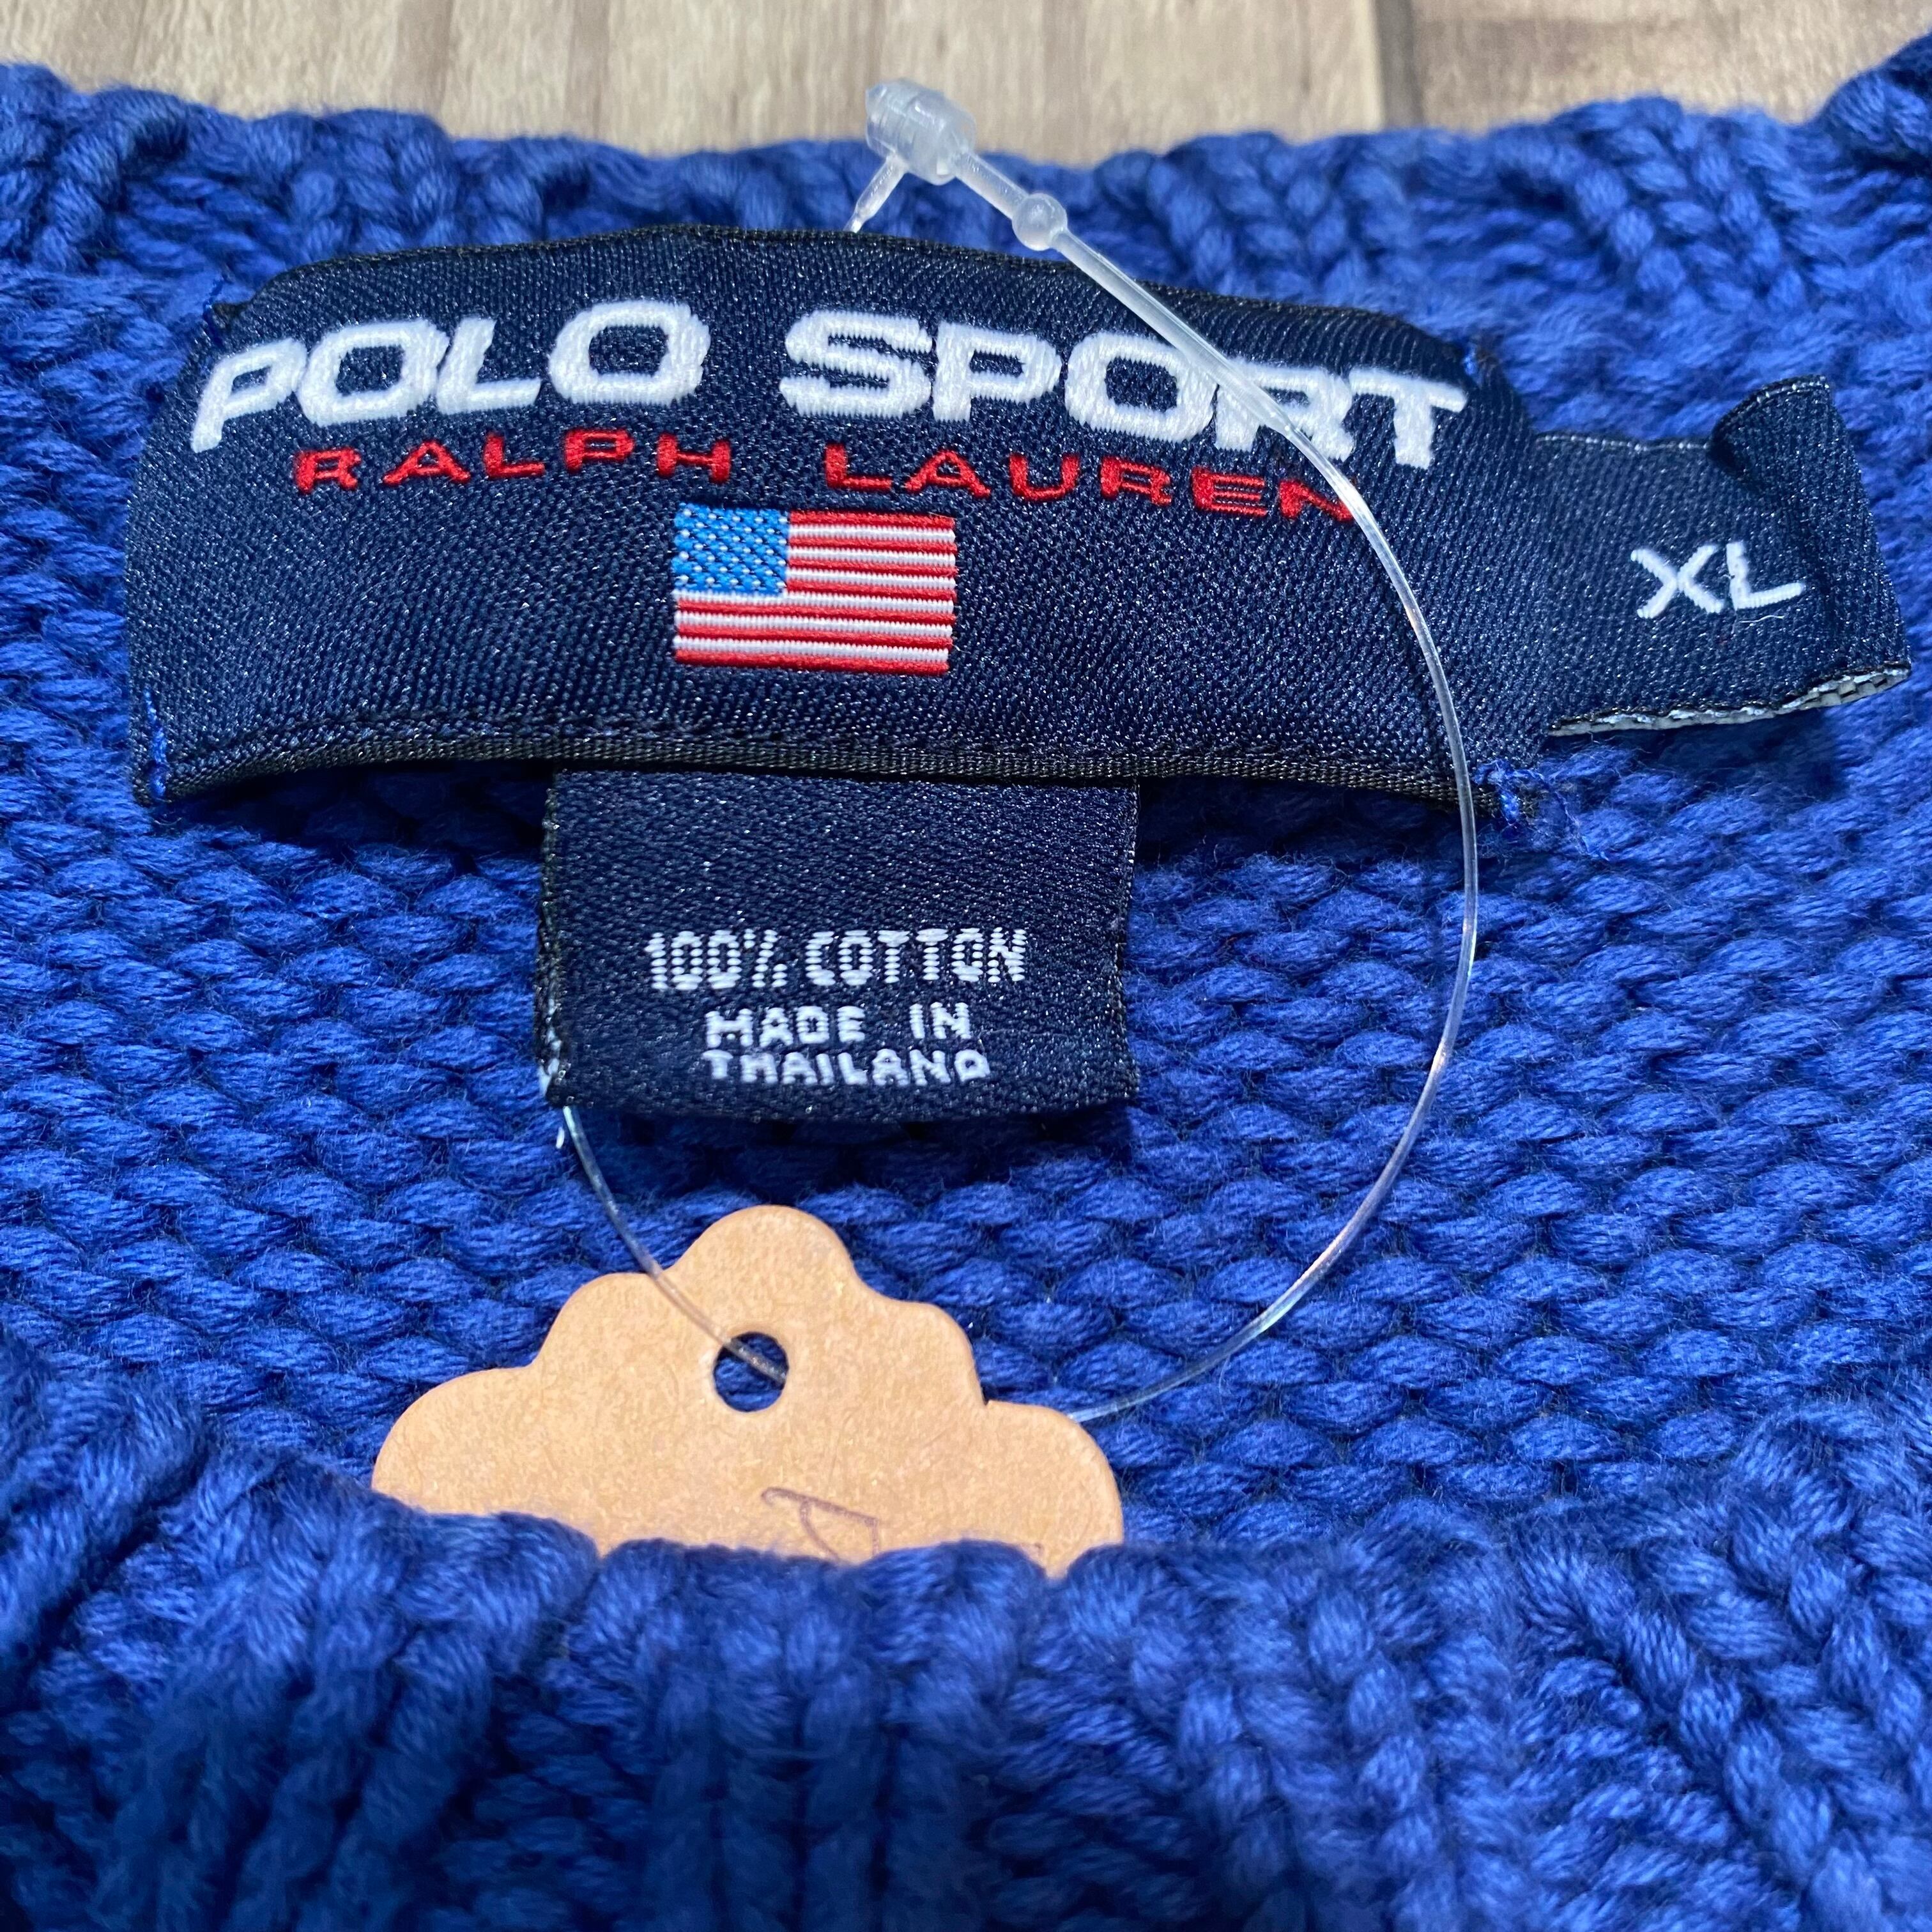 POLO SPORT
RALPH LAUREN
XL
100% COTTON
MADE IN
THAILAND